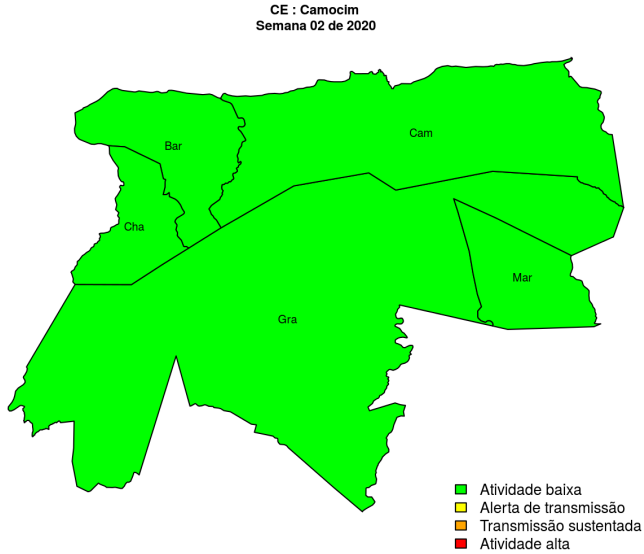 CE : Camocim
Semana 02 de 2020
Cam
Bar
Cha
Mar
Gra
Atividade baixa
Alerta de transmissão
Transmissão sustentada
Atividade alta